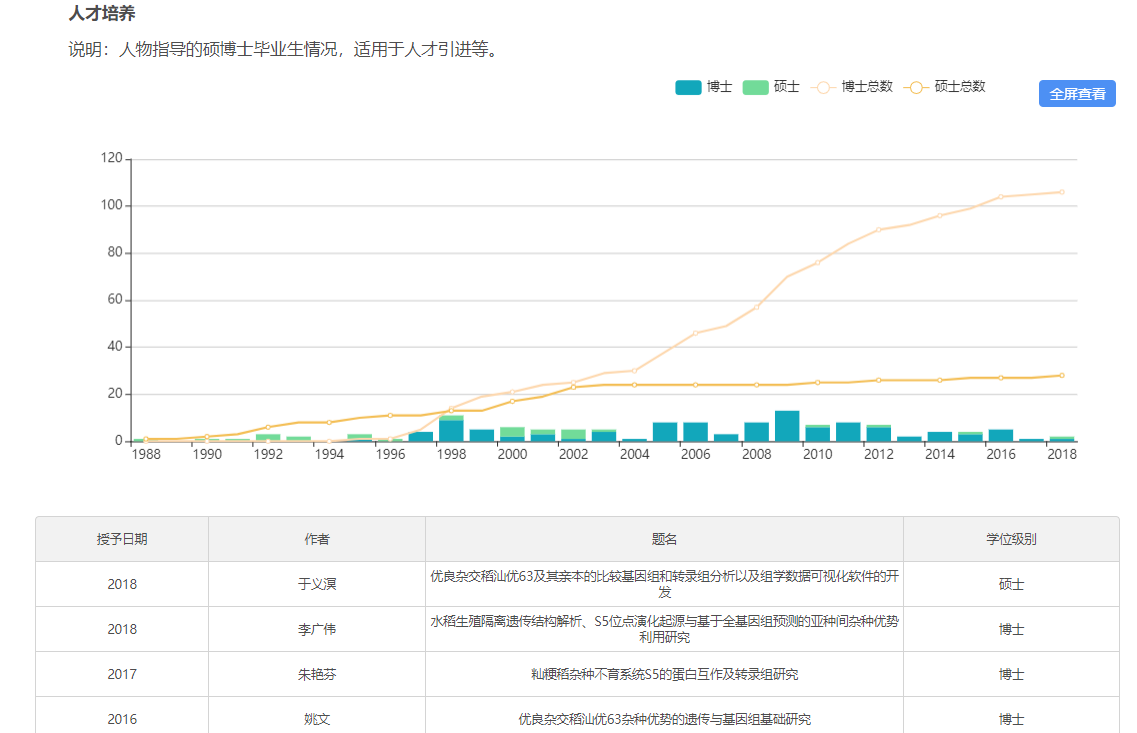 人才培养
说明：人物指导的硕博士毕业生情况，适用于人才引进等。
博士 硕士 博士总数 硕士总数
全屏查看
120
100
80
60
40
20
0
1988 1990 1992 1994 1996 1998 2000 2002 2004 2006 2008 2010 2012 2014 2016 2018
授予日期 作者 题名 学位级别
2018 于义溟 优良杂交稻汕优63及其亲本的比较基因组和转录组分析以及组学数据可视化软件的开
发 硕士
2018 李广伟 水稻生殖隔离遗传结构解析、S5位点演化起源与基于全基因组预测的亚种间杂种优势
利用研究 博士
2017 朱艳芬 籼粳稻杂种不育系统S5的蛋白互作及转录组研究 博士
2016 姚文 优良杂交稻汕优63杂种优势的遗传与基因组基础研究 博士